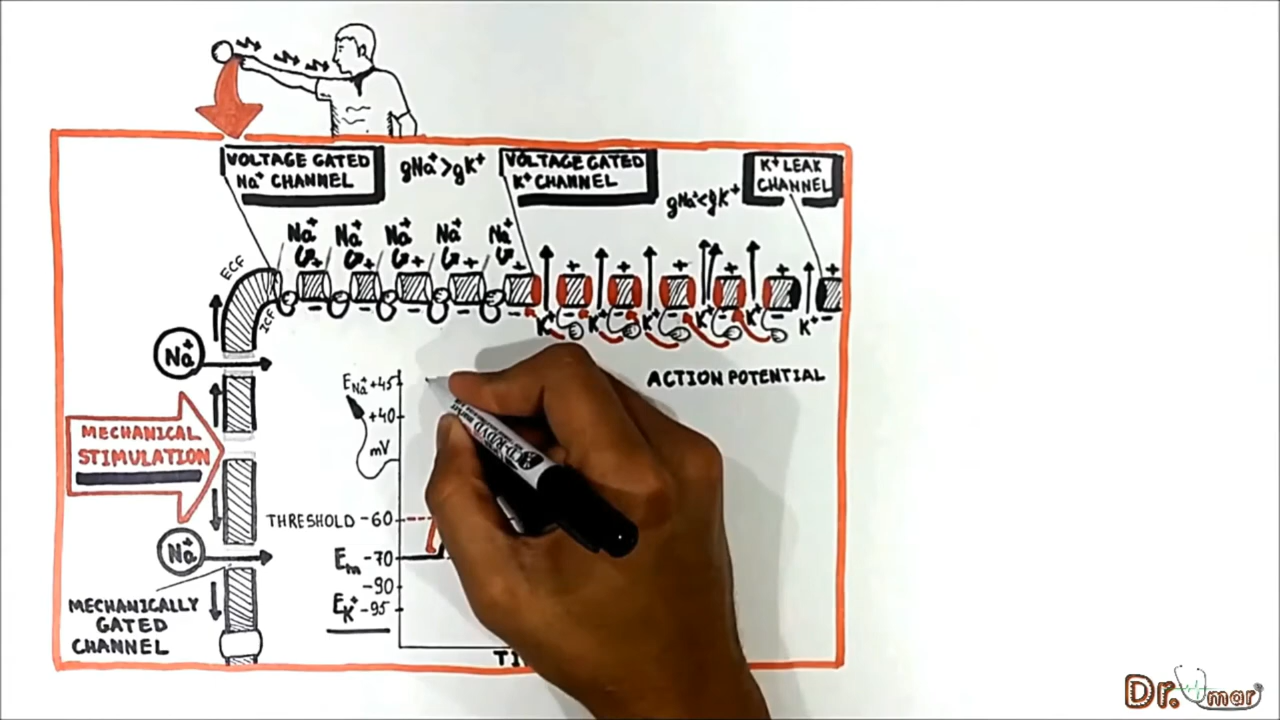 VOLTAGE GATED
Na⁺ CHANNEL
gNa⁺>gK⁺
VOLTAGE GATED
K⁺ CHANNEL
gNa⁺<gK⁺
K⁺ LEAK
CHANNEL
Na⁺ Na⁺ Na⁺ Na⁺ Na⁺
ECF
ICF
K⁺ K⁺ K⁺ K⁺ K⁺ K⁺
Na⁺
ACTION POTENTIAL
E Na⁺ +45
+40
mV
MECHANICAL
STIMULATION
THRESHOLD -60
Na⁺
Em -70
-90
EK⁺ -95
MECHANICALLY
GATED
CHANNEL
Dr. Umar